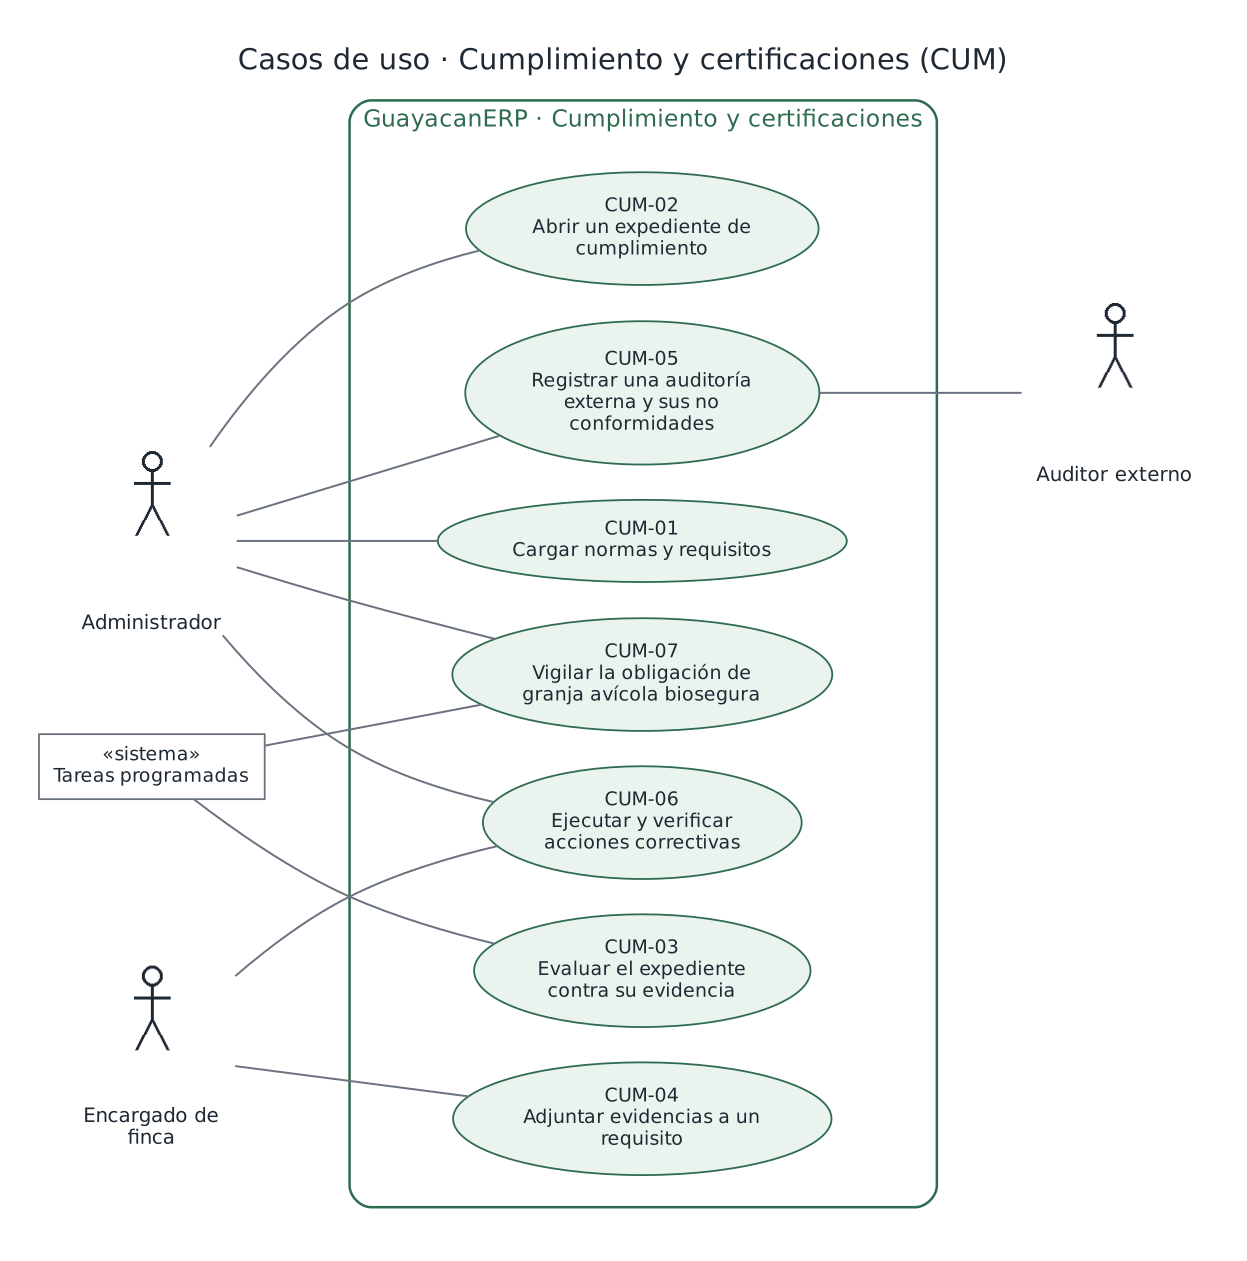 Casos de uso · Cumplimiento y certificaciones (CUM)
GuayacanERP · Cumplimiento y certificaciones
CUM-02
Abrir un expediente de
cumplimiento
CUM-05
Registrar una auditoría
externa y sus no
conformidades
Auditor externo
CUM-01
Cargar normas y requisitos
Administrador
CUM-07
Vigilar la obligación de
granja avícola biosegura
«sistema»
Tareas programadas
CUM-06
Ejecutar y verificar
acciones correctivas
CUM-03
Evaluar el expediente
contra su evidencia
Encargado de
finca
CUM-04
Adjuntar evidencias a un
requisito